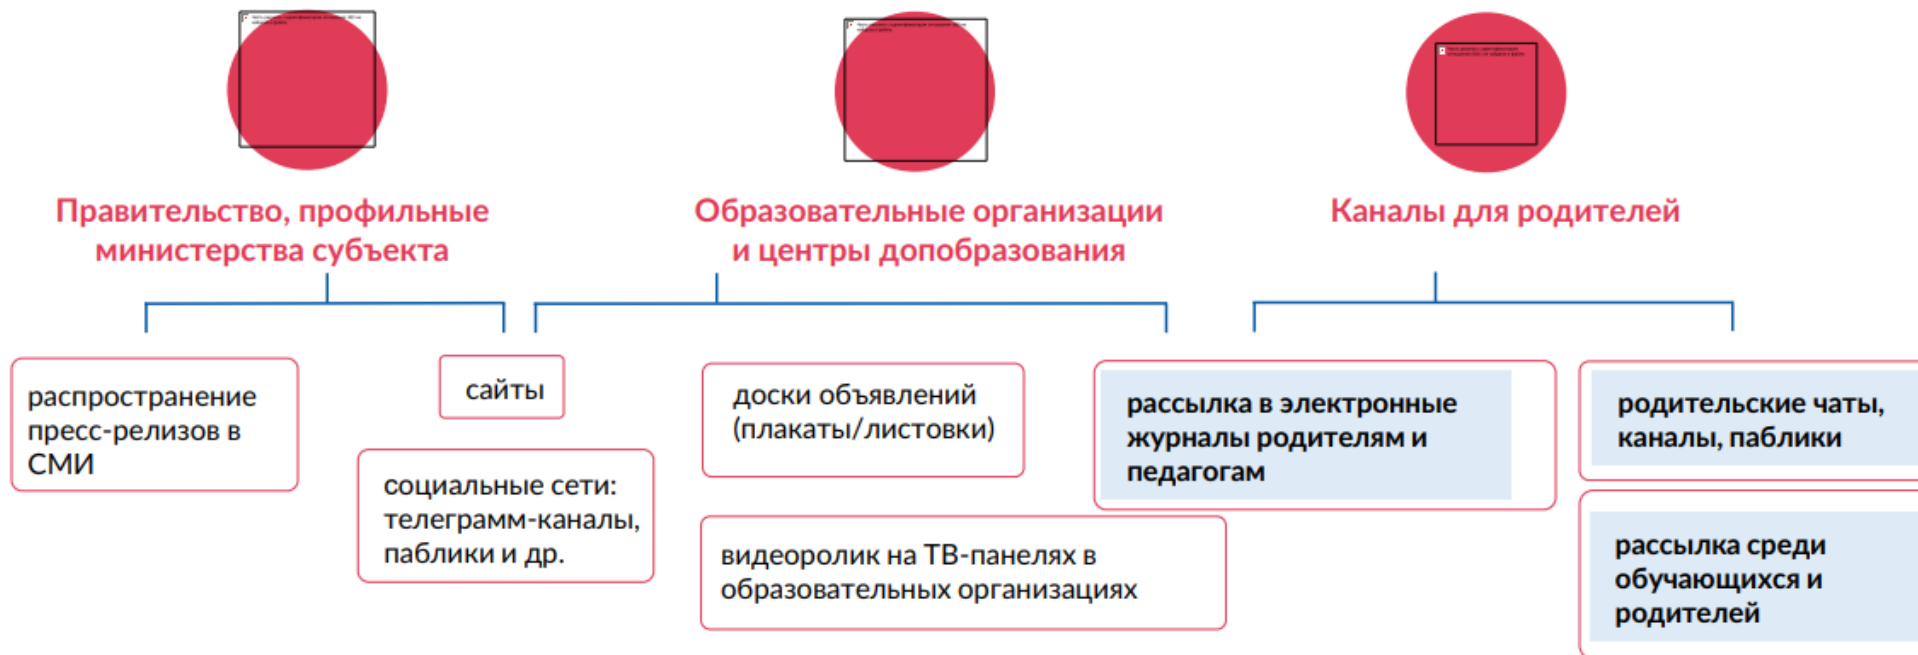 Правительство, профильные
министерства субъекта
Образовательные организации
и центры допобразования
Каналы для родителей
распространение
пресс-релизов в
СМИ
сайты
социальные сети:
телеграмм-каналы,
паблики и др.
доски объявлений
(плакаты/листовки)
видеоролик на ТВ-панелях в
образовательных организациях
рассылка в электронные
журналы родителям и
педагогам
родительские чаты,
каналы, паблики
рассылка среди
обучающихся и
родителей